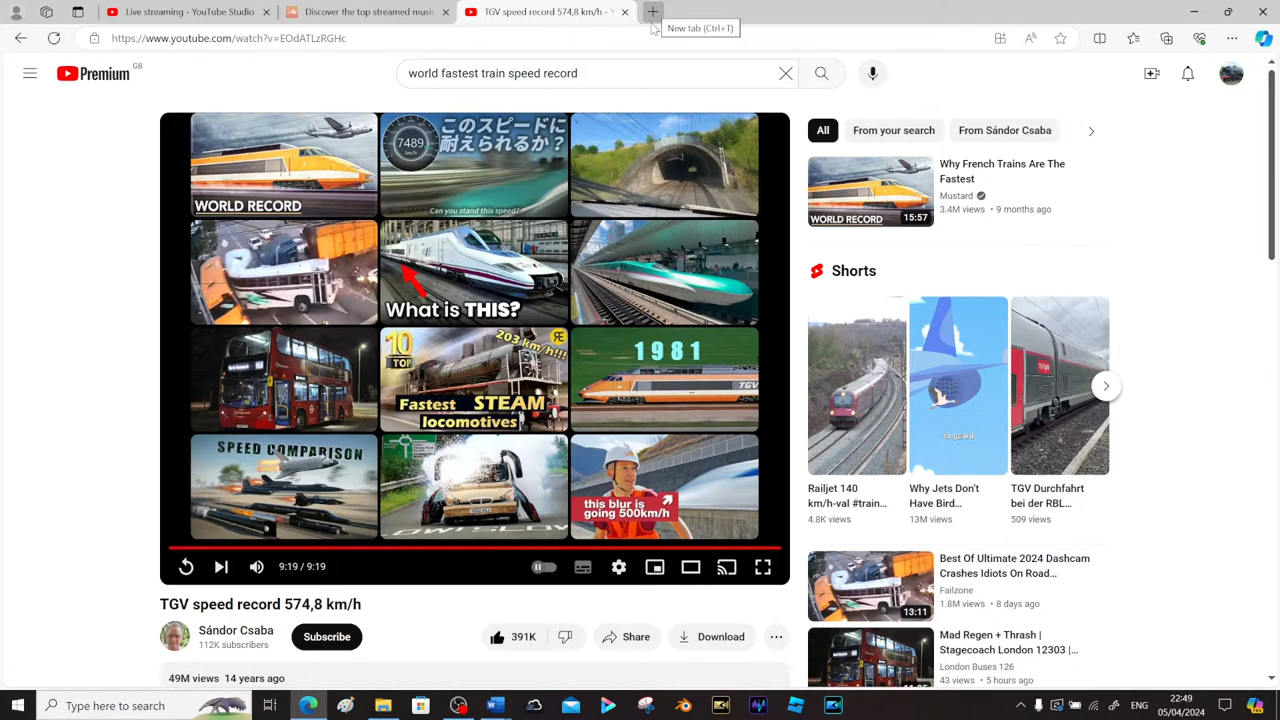 Duel speed the streamed music
TGV speed record 574,8 km/h - Y
New tab (Ctrl+T)
https://www.youtube.com/watch?v=EOdATLzRGHc
Premium GB
world fastest train speed record
WORLD RECORD
7489
このスピードに
耐えられるか?
Can you stand this speed?
What is THIS?
10
TOP
203 km/h!!!
RE
Fastest STEAM
locomotives
1981
TGV
SPEED COMPARISON
this blur is
going 500km/h
9:19 / 9:19
TGV speed record 574,8 km/h
Sándor Csaba
112K subscribers
Subscribe
391K
Share
Download
...
49M views 14 years ago
All
From your search
From Sándor Csaba
WORLD RECORD
15:57
Why French Trains Are The
Fastest
Mustard
3.4M views • 9 months ago
Shorts
to guard
Railjet 140
km/h-val #train...
4.8K views
Why Jets Don't
Have Bird...
13M views
TGV Durchfahrt
bei der RBL...
509 views
13:11
Best Of Ultimate 2024 Dashcam
Crashes Idiots On Road...
Failzone
1.8M views • 8 days ago
Mad Regen + Thrash |
Stagecoach London 12303 |...
London Buses 126
43 views • 5 hours ago
Type here to search
ENG
22:49
05/04/2024